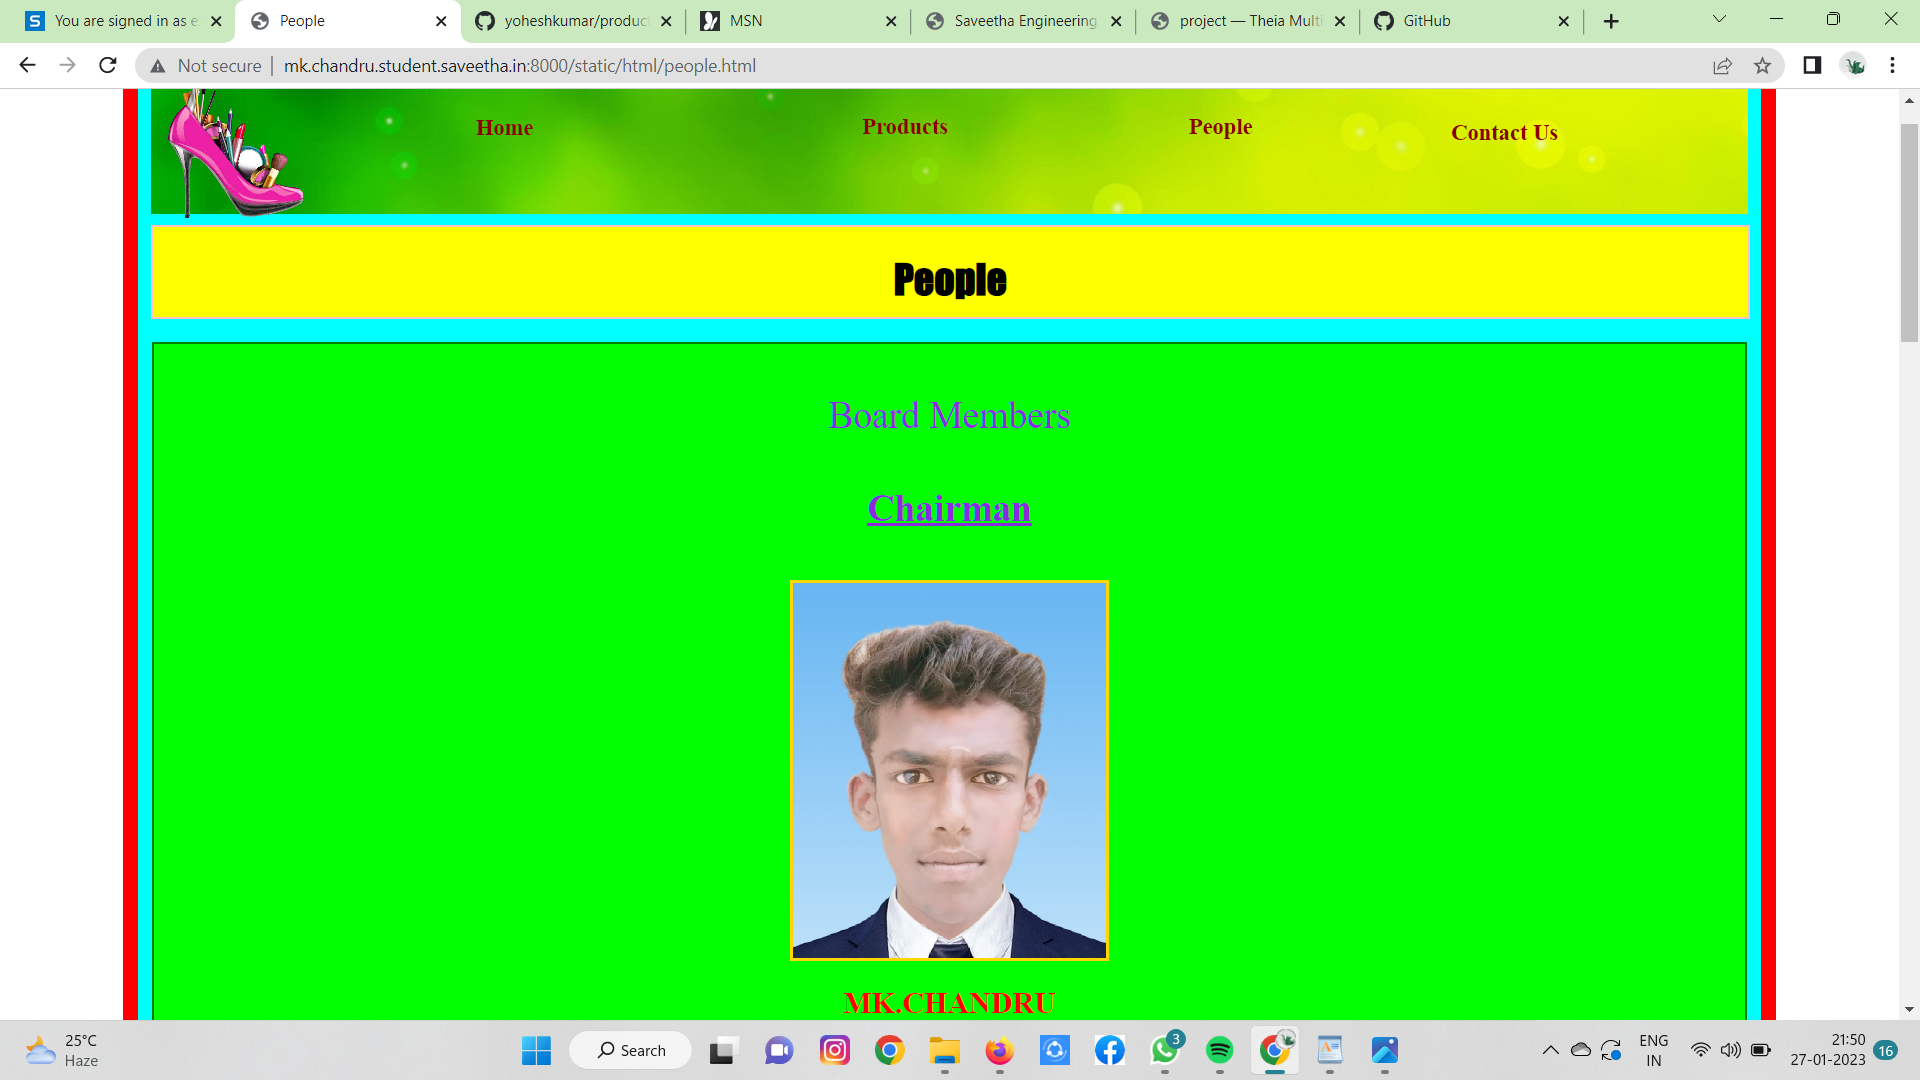 You are signed in as e
People
yoheshkumar/product
MSN
Saveetha Engineering
project — Theia Multi
GitHub
Not secure
mk.chandru.student.saveetha.in:8000/static/html/people.html
Home
Products
People
Contact Us
People
Board Members
Chairman
MK.CHANDRU
25°C
Haze
Search
3
ENG
IN
21:50
27-01-2023
16